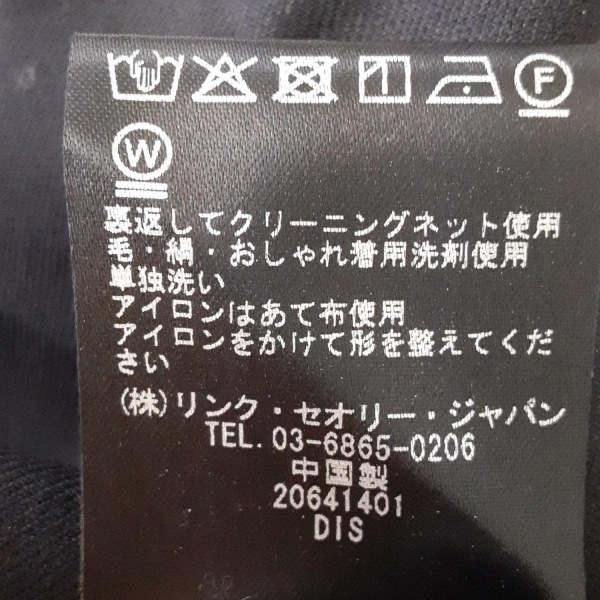 F
W
裏返してクリーニングネット使用
毛・絹・おしゃれ着用洗剤使用
単独洗い
アイロンはあて布使用
アイロンをかけて形を整えてくだ
さい
(株)リンク・セオリー・ジャパン
TEL. 03-6865-0206
中国製
20641401
DIS